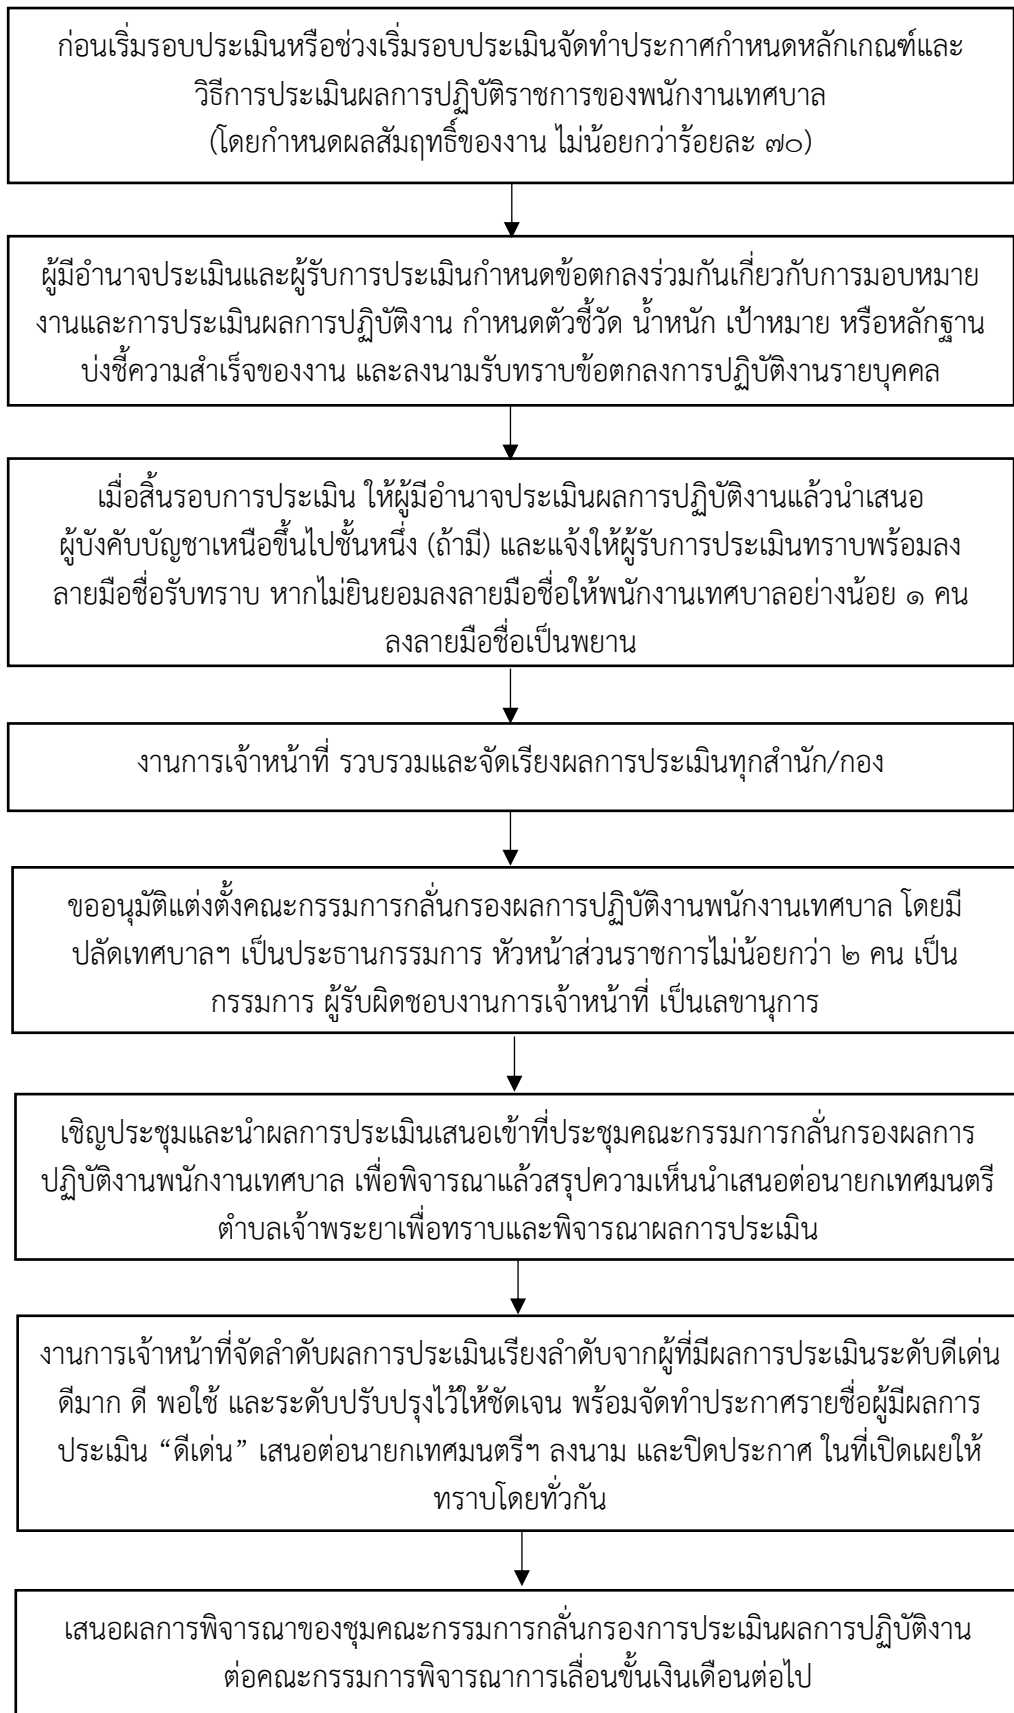 ก่อนเริ่มรอบประเมินหรือช่วงเริ่มรอบประเมินจัดทำประกาศกำหนดหลักเกณฑ์และ
วิธีการประเมินผลการปฏิบัติราชการของพนักงานเทศบาล
(โดยกำหนดผลสัมฤทธิ์ของงาน ไม่น้อยกว่าร้อยละ ๗๐)
ผู้มีอำนาจประเมินและผู้รับการประเมินกำหนดข้อตกลงร่วมกันเกี่ยวกับการมอบหมาย
งานและการประเมินผลการปฏิบัติงาน กำหนดตัวชี้วัด น้ำหนัก เป้าหมาย หรือหลักฐาน
บ่งชี้ความสำเร็จของงาน และลงนามรับทราบข้อตกลงการปฏิบัติงานรายบุคคล
เมื่อสิ้นรอบการประเมิน ให้ผู้มีอำนาจประเมินผลการปฏิบัติงานแล้วนำเสนอ
ผู้บังคับบัญชาเหนือขึ้นไปชั้นหนึ่ง (ถ้ามี) และแจ้งให้ผู้รับการประเมินทราบพร้อมลง
ลายมือชื่อรับทราบ หากไม่ยินยอมลงลายมือชื่อให้พนักงานเทศบาลอย่างน้อย ๑ คน
ลงลายมือชื่อเป็นพยาน
งานการเจ้าหน้าที่ รวบรวมและจัดเรียงผลการประเมินทุกสำนัก/กอง
ขออนุมัติแต่งตั้งคณะกรรมการกลั่นกรองผลการปฏิบัติงานพนักงานเทศบาล โดยมี
ปลัดเทศบาลฯ เป็นประธานกรรมการ หัวหน้าส่วนราชการไม่น้อยกว่า ๒ คน เป็น
กรรมการ ผู้รับผิดชอบงานการเจ้าหน้าที่ เป็นเลขานุการ
เชิญประชุมและนำผลการประเมินเสนอเข้าที่ประชุมคณะกรรมการกลั่นกรองผลการ
ปฏิบัติงานพนักงานเทศบาล เพื่อพิจารณาแล้วสรุปความเห็นนำเสนอต่อนายกเทศมนตรี
ตำบลเจ้าพระยาเพื่อทราบและพิจารณาผลการประเมิน
งานการเจ้าหน้าที่จัดลำดับผลการประเมินเรียงลำดับจากผู้ที่มีผลการประเมินระดับดีเด่น
ดีมาก ดี พอใช้ และระดับปรับปรุงไว้ให้ชัดเจน พร้อมจัดทำประกาศรายชื่อผู้มีผลการ
ประเมิน “ดีเด่น” เสนอต่อนายกเทศมนตรีฯ ลงนาม และปิดประกาศ ในที่เปิดเผยให้
ทราบโดยทั่วกัน
เสนอผลการพิจารณาของชุมคณะกรรมการกลั่นกรองการประเมินผลการปฏิบัติงาน
ต่อคณะกรรมการพิจารณาการเลื่อนขั้นเงินเดือนต่อไป